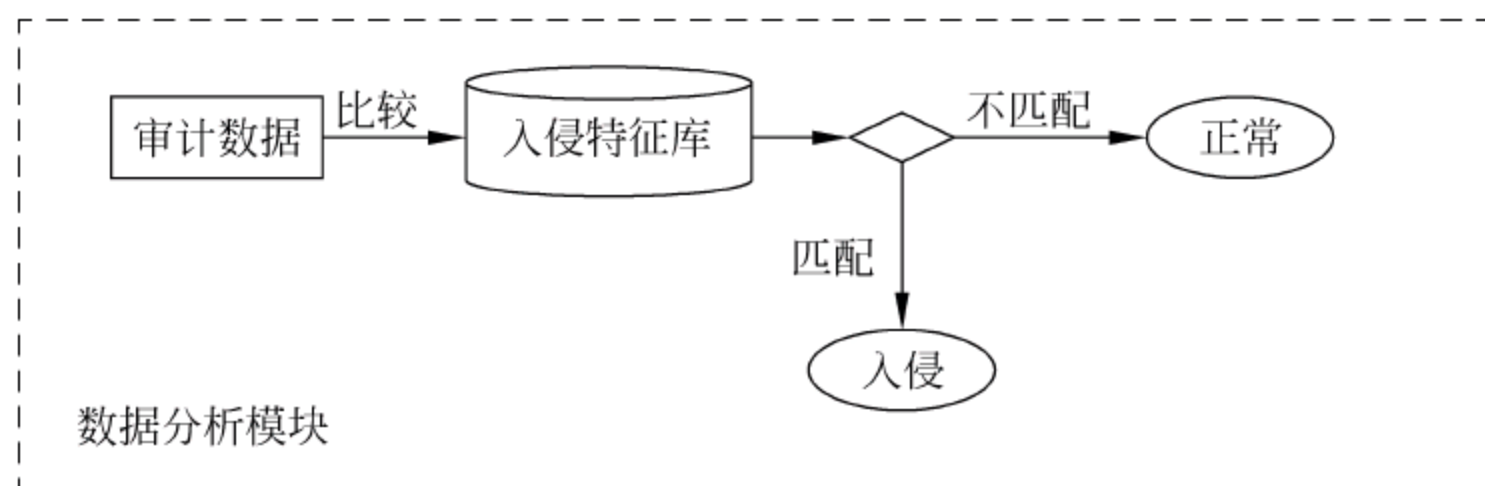 审计数据
比较
入侵特征库
不匹配
正常
匹配
入侵
数据分析模块